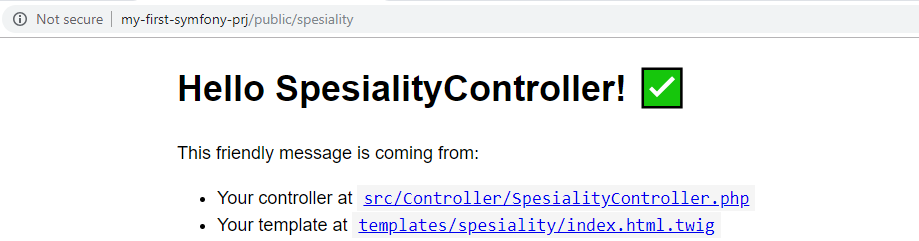 Not secure | my-first-symfony-prj/public/spesiality
Hello SpesialityController! ✅
This friendly message is coming from:
• Your controller at src/Controller/SpesialityController.php
• Your template at templates/spesiality/index.html.twig